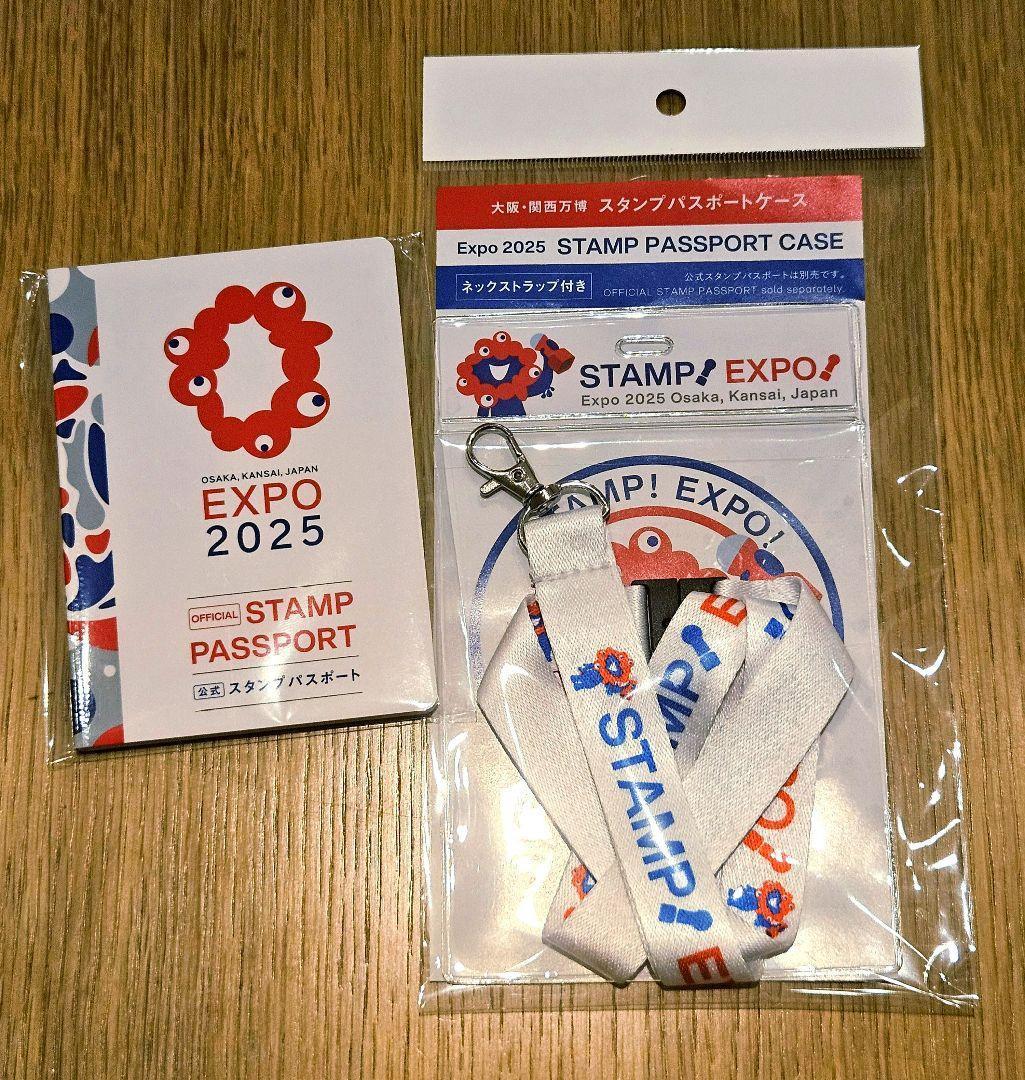 OSAKA, KANSAI, JAPAN
EXPO
2025
OFFICIAL STAMP
PASSPORT
公式 スタンプパスポート
大阪・関西万博 スタンプパスポートケース
Expo 2025 STAMP PASSPORT CASE
ネックストラップ付き
公式スタンプパスポートは別売です。
OFFICIAL STAMP PASSPORT sold separately.
STAMP! EXPO!
Expo 2025 Osaka, Kansai, Japan
AMP! EXPO!
STAMP! E
MP! E